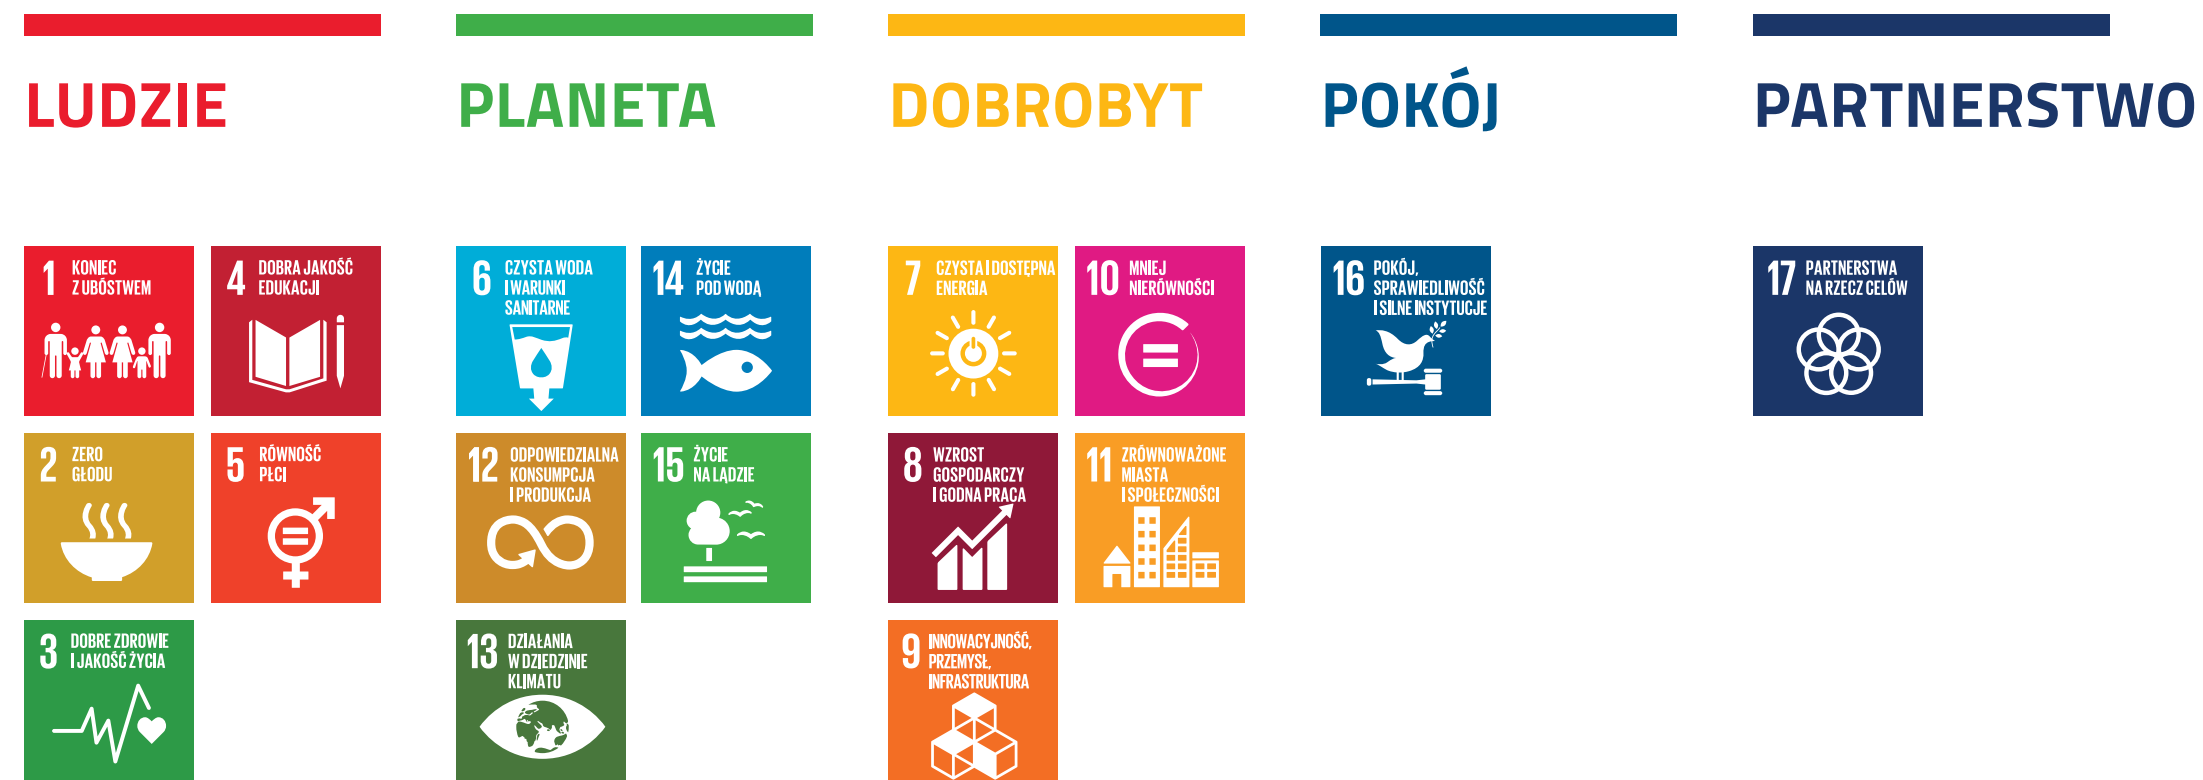 LUDZIE
1 KONIEC
Z UBÓSTWEM
4 DOBRA JAKOŚĆ
EDUKACJI
2 ZERO
GŁODU
5 RÓWNOŚĆ
PŁCI
3 DOBRE ZDROWIE
I JAKOŚĆ ŻYCIA
PLANETA
6 CZYSTA WODA
I WARUNKI
SANITARNE
14 ŻYCIE
POD WODĄ
12 ODPOWIEDZIALNA
KONSUMPCJA
I PRODUKCJA
15 ŻYCIE
NA LĄDZIE
13 DZIAŁANIA
W DZIEDZINIE
KLIMATU
DOBROBYT
7 CZYSTA I DOSTĘPNA
ENERGIA
10 MNIEJ
NIERÓWNOŚCI
8 WZROST
GOSPODARCZY
I GODNA PRACA
11 ZRÓWNOWAŻONE
MIASTA
I SPOŁECZNOŚCI
9 INNOWACYJNOŚĆ,
PRZEMYSŁ,
INFRASTRUKTURA
POKÓJ
16 POKÓJ,
SPRAWIEDLIWOŚĆ
I SILNE INSTYTUCJE
PARTNERSTWO
17 PARTNERSTWA
NA RZECZ CELÓW